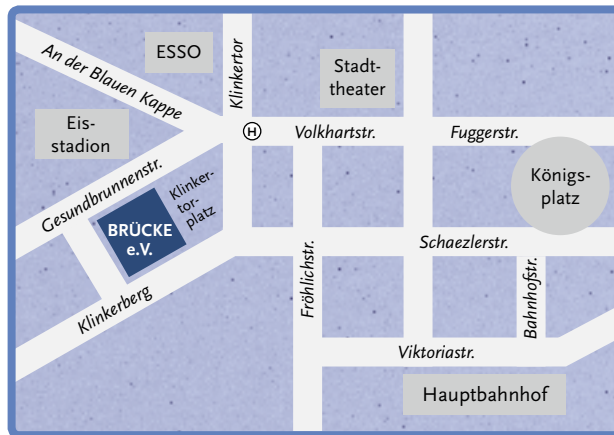 An der Blauen Kappe
ESSO
Klinkertor
Stadt-
theater
Eis-
stadion
H
Volkhartstr.
Fuggerstr.
Gesundbrunnenstr.
Klinker-
tor-
platz
Königs-
platz
BRÜCKE
e.V.
Klinkerberg
Fröhlichstr.
Schaezlerstr.
Bahnhofstr.
Viktoriastr.
Hauptbahnhof